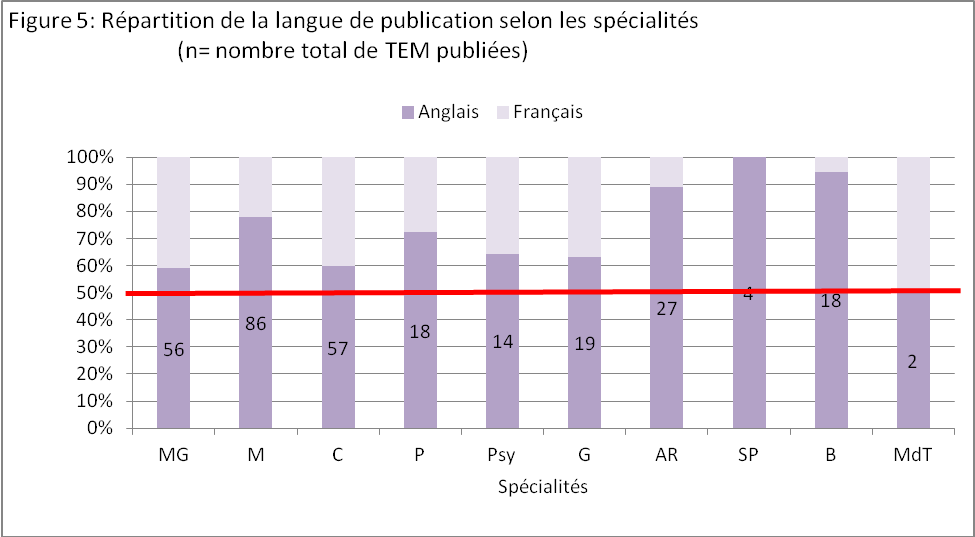 Figure 5: Répartition de la langue de publication selon les spécialités
(n= nombre total de TEM publiées)
Anglais Français
100%
90%
80%
70%
60%
50%
40%
30%
20%
10%
0%
56 86 57 18 14 19 27 4 18 2
MG M C P Psy G AR SP B MdT
Spécialités